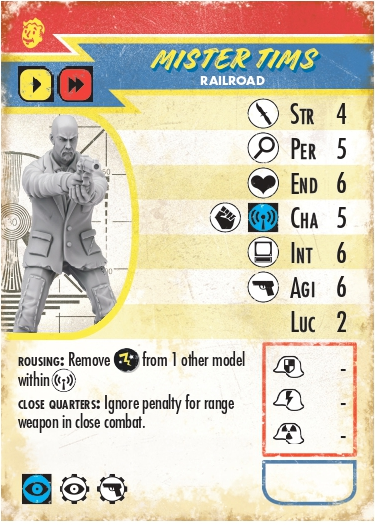 MISTER TIMS
RAILROAD
STR 4
PER 5
END 6
CHA 5
INT 6
AGI 6
LUC 2
ROUSING: Remove from 1 other model
within
CLOSE QUARTERS: Ignore penalty for range
weapon in close combat.
-
-
-